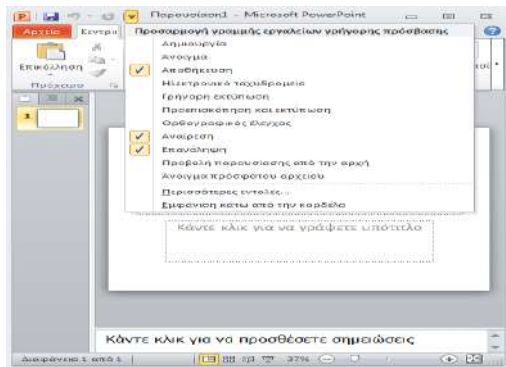 Παρουσίαση1 - Microsoft PowerPoint
Αρχείο Κεντρι
Προσαρμογή γραμμής εργαλείων γρήγορης πρόσβασης
Δημιουργία
Άνοιγμα
Αποθήκευση
Ηλεκτρονικό ταχυδρομείο
Γρήγορη εκτύπωση
Προεπισκόπηση και εκτύπωση
Ορθογραφικός έλεγχος
Αναίρεση
Επανάληψη
Προβολή παρουσίασης από την αρχή
Άνοιγμα πρόσφατου αρχείου
Περισσότερες εντολές...
Εμφάνιση κάτω από την κορδέλα
Επικόλληση
Πρόχειρο
1
Κάντε κλικ για να γράψετε υπότιτλο
Κάντε κλικ για να προσθέσετε σημειώσεις
Διαφάνεια 1 από 1 37%